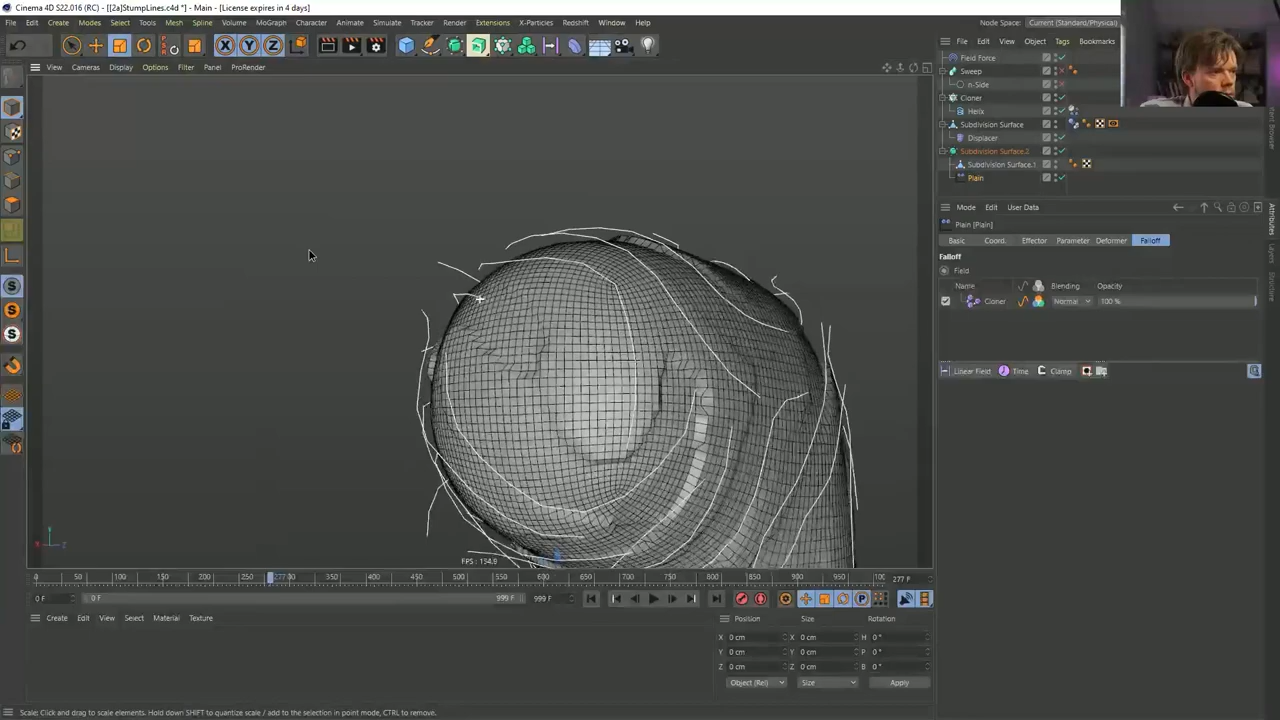 Cinema 4D S22.016 (RC) - [[2a]StumpLines.c4d *] - Main - [License expires in 4 days]
File Edit Create Modes Select Tools Mesh Spline Volume MoGraph Character Animate Simulate Tracker Render Extensions X-Particles Redshift Window Help Node Space: Current (Standard/Physical)
File Edit View Object Tags Bookmarks
View Cameras Display Options Filter Panel ProRender
Field Force
Sweep
n-Side
Cloner
Helix
Subdivision Surface
Displacer
Subdivision Surface.2
Subdivision Surface.1
Plain
Mode Edit User Data
Plain [Plain]
Basic Coord. Effector Parameter Deformer Falloff
Falloff
Field
Name Blending Opacity
Cloner Normal 100 %
Linear Field Time Clamp
Attributes
Layers
Structure
FPS : 154.9
0 50 100 150 200 250 277 300 350 400 450 500 550 600 650 700 750 800 850 900 950 277 F
0 F 0 F 999 F 999 F
Create Edit View Select Material Texture
Position Size Rotation
X 0 cm X 0 cm H 0 °
Y 0 cm Y 0 cm P 0 °
Z 0 cm Z 0 cm B 0 °
Object (Rel) Size Apply
Scale: Click and drag to scale elements. Hold down SHIFT to quantize scale / add to the selection in point mode, CTRL to remove.